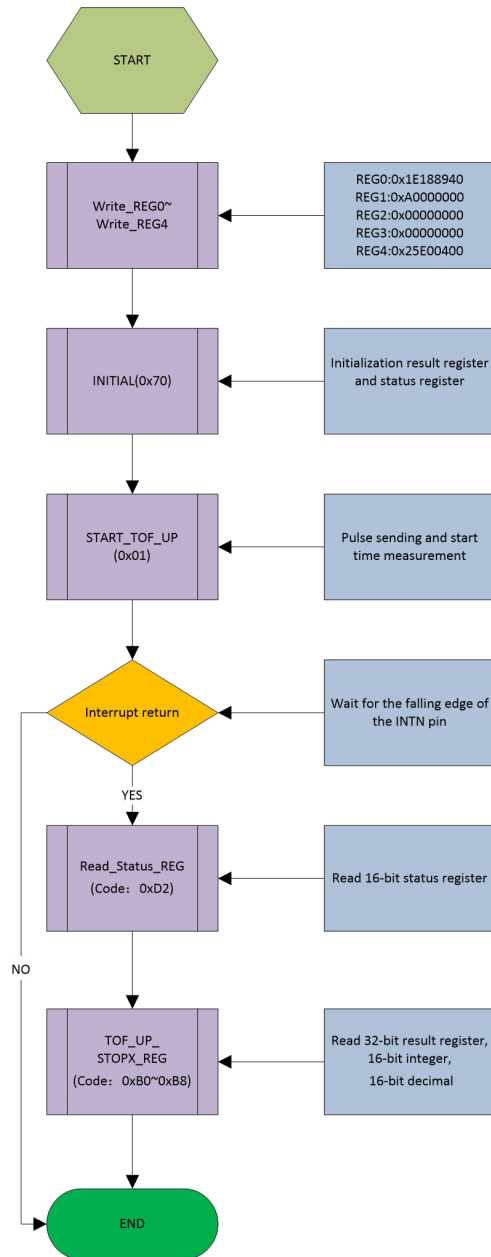 START
Write_REG0~
Write_REG4
REG0:0x1E188940
REG1:0xA0000000
REG2:0x00000000
REG3:0x00000000
REG4:0x25E00400
INITIAL(0x70)
Initialization result register
and status register
START_TOF_UP
(0x01)
Pulse sending and start
time measurement
Interrupt return
Wait for the falling edge of
the INTN pin
YES
Read_Status_REG
(Code：0xD2)
Read 16-bit status register
NO
TOF_UP_
STOPX_REG
(Code：0xB0~0xB8)
Read 32-bit result register,
16-bit integer,
16-bit decimal
END